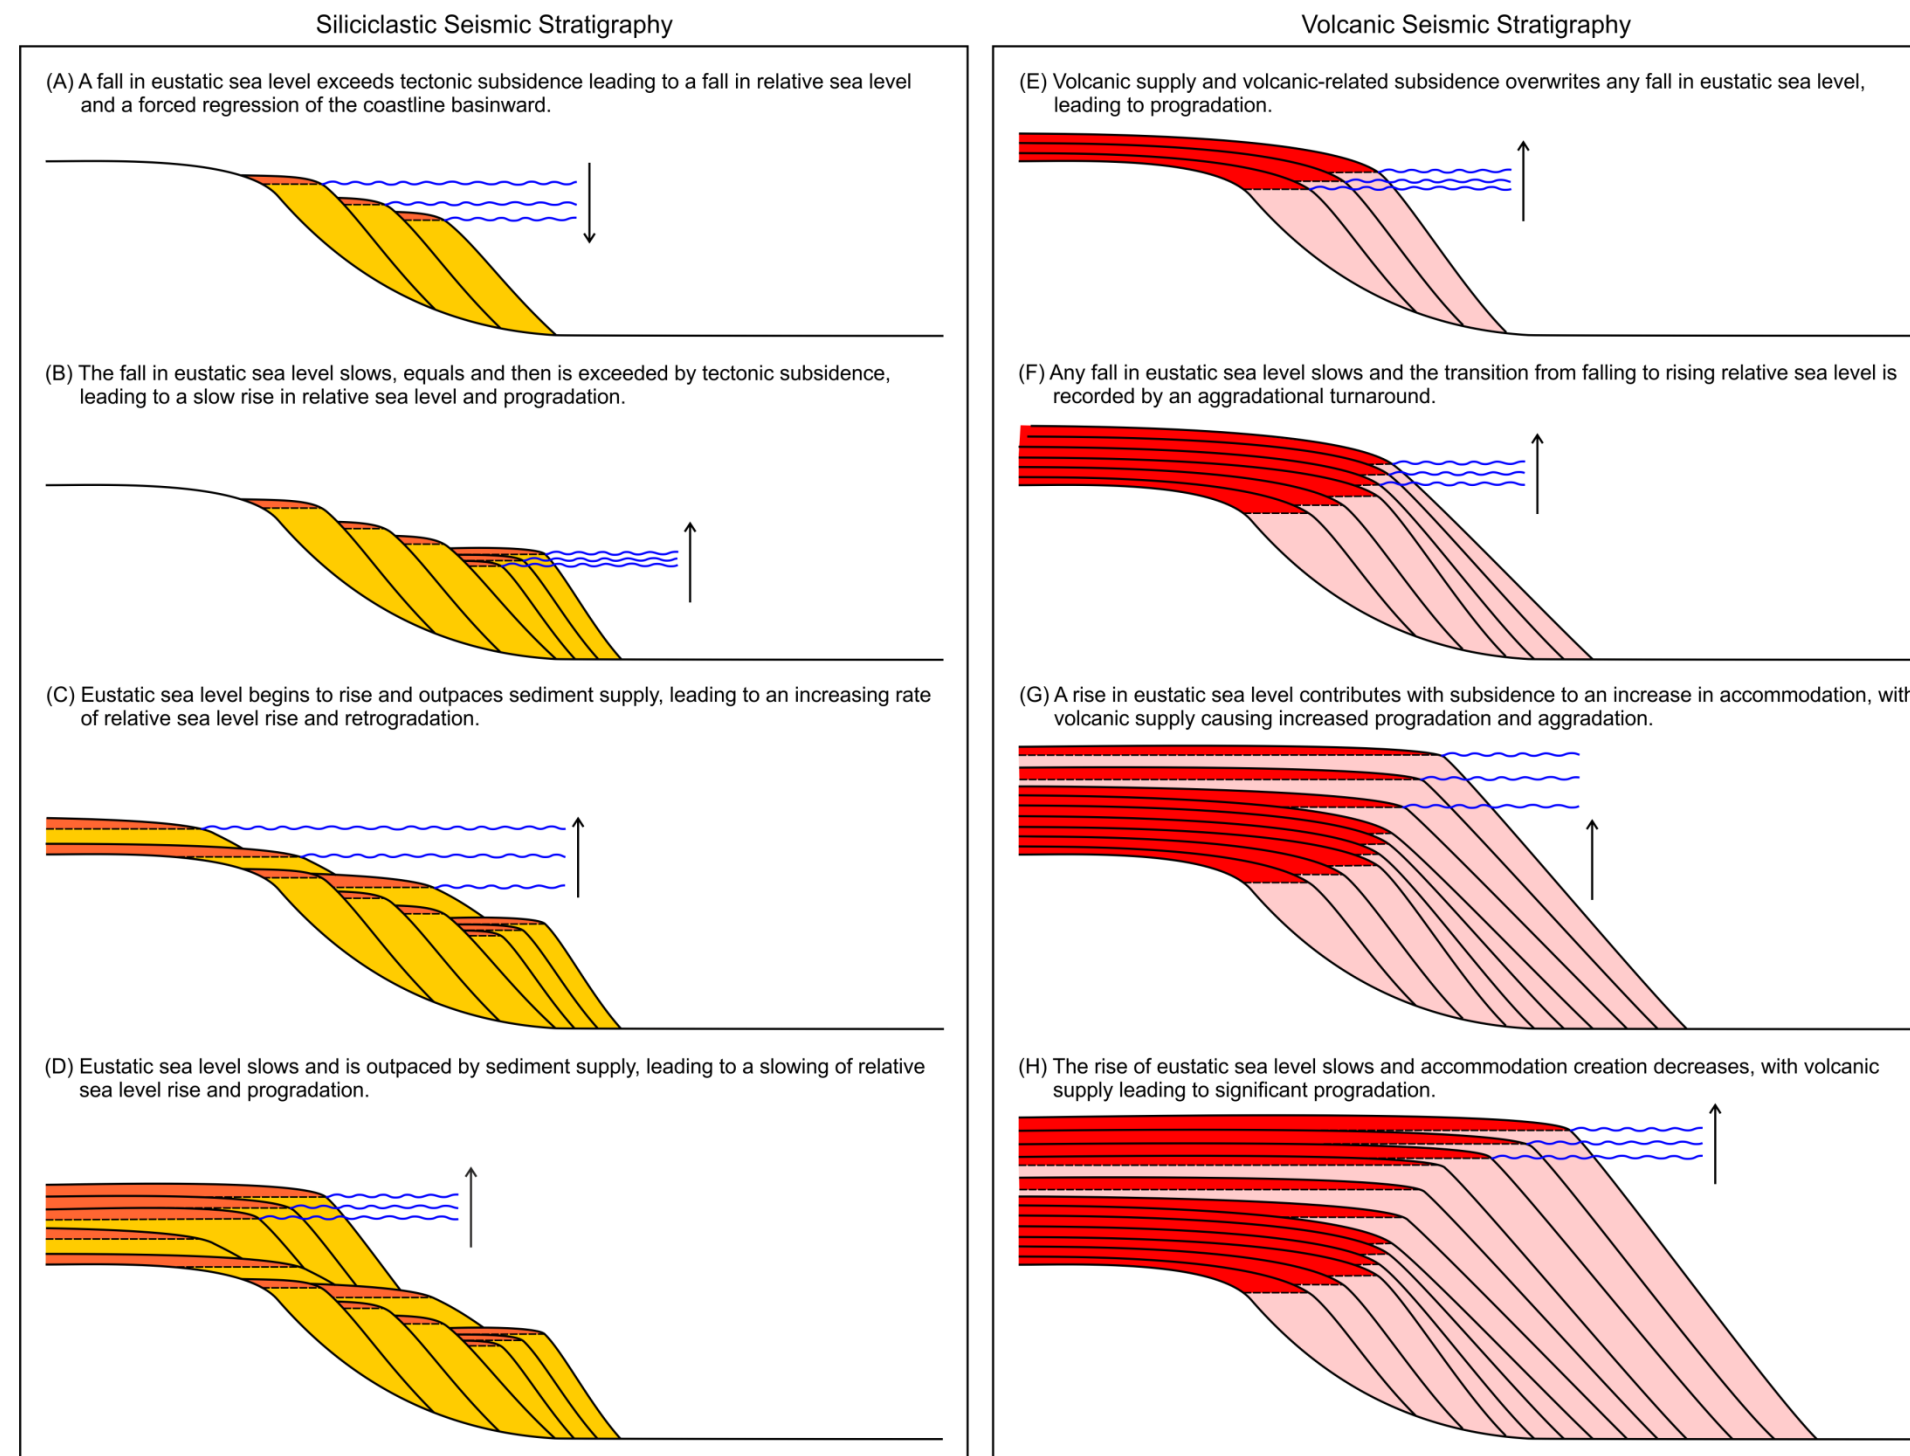 Siliciclastic Seismic Stratigraphy
(A) A fall in eustatic sea level exceeds tectonic subsidence leading to a fall in relative sea level
and a forced regression of the coastline basinward.
(B) The fall in eustatic sea level slows, equals and then is exceeded by tectonic subsidence,
leading to a slow rise in relative sea level and progradation.
(C) Eustatic sea level begins to rise and outpaces sediment supply, leading to an increasing rate
of relative sea level rise and retrogradation.
(D) Eustatic sea level slows and is outpaced by sediment supply, leading to a slowing of relative
sea level rise and progradation.
Volcanic Seismic Stratigraphy
(E) Volcanic supply and volcanic-related subsidence overwrites any fall in eustatic sea level,
leading to progradation.
(F) Any fall in eustatic sea level slows and the transition from falling to rising relative sea level is
recorded by an aggradational turnaround.
(G) A rise in eustatic sea level contributes with subsidence to an increase in accommodation, with
volcanic supply causing increased progradation and aggradation.
(H) The rise of eustatic sea level slows and accommodation creation decreases, with volcanic
supply leading to significant progradation.